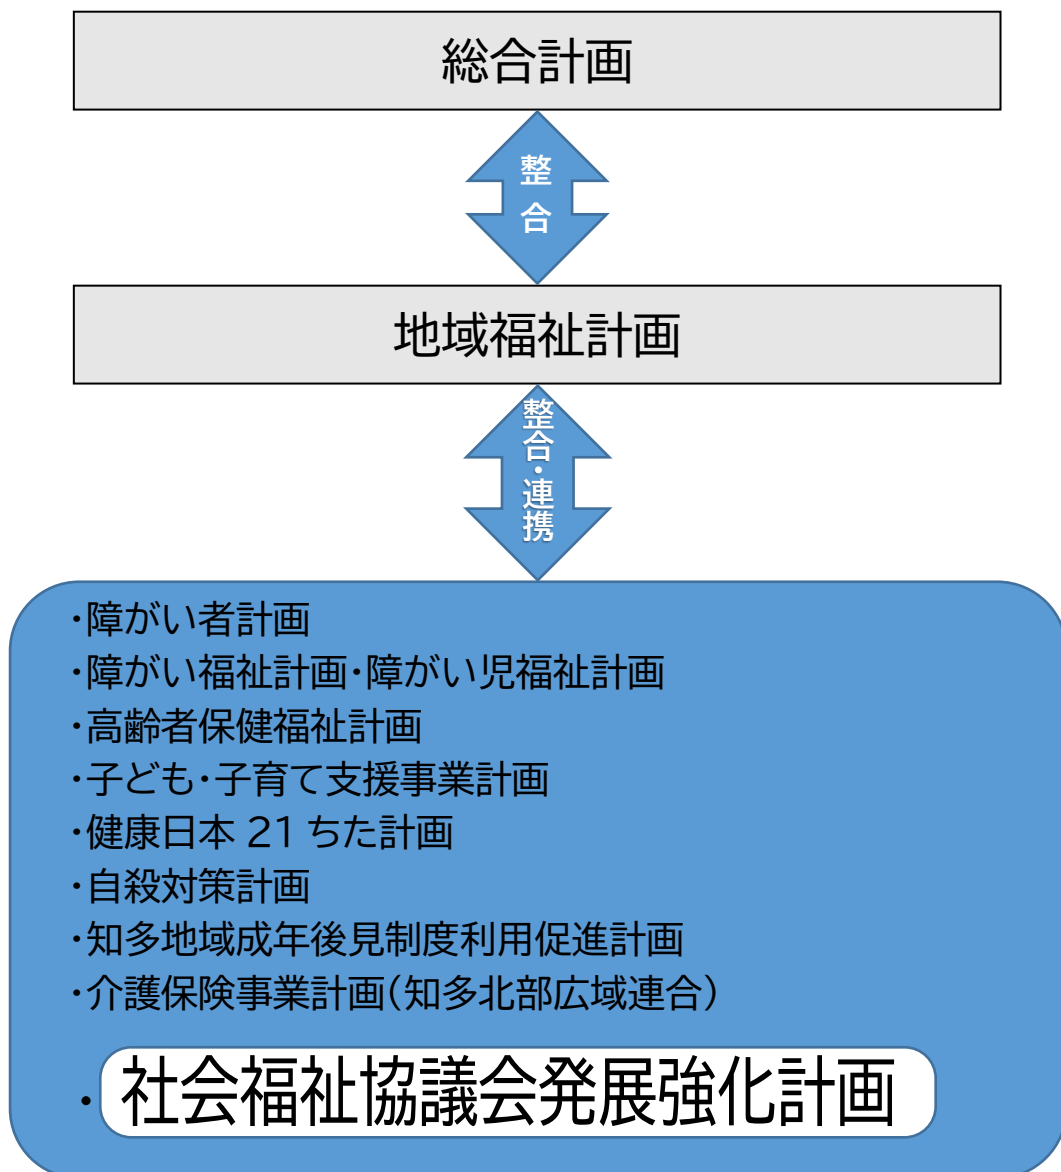 総合計画
整
合
地域福祉計画
整合・連携
・障がい者計画
・障がい福祉計画・障がい児福祉計画
・高齢者保健福祉計画
・子ども・子育て支援事業計画
・健康日本 21 ちた計画
・自殺対策計画
・知多地域成年後見制度利用促進計画
・介護保険事業計画（知多北部広域連合）
・社会福祉協議会発展強化計画